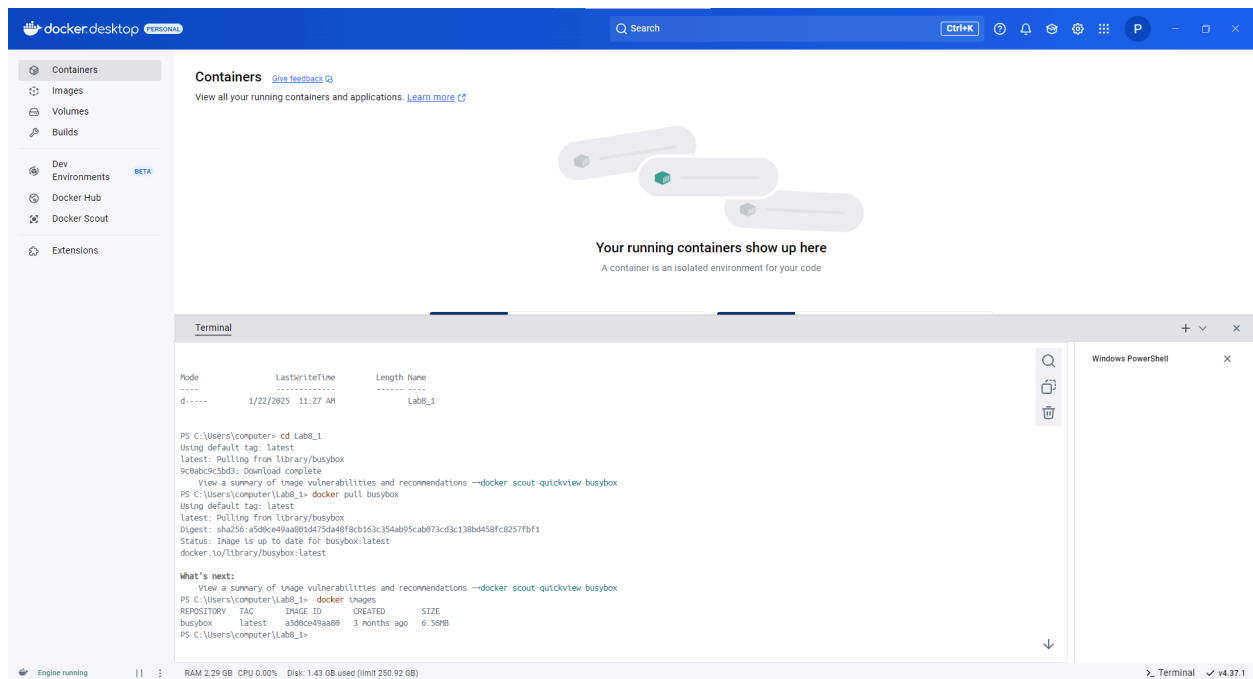 docker desktop PERSONAL
Search
Ctrl+K
P
Containers
Images
Volumes
Builds
Dev
Environments
BETA
Docker Hub
Docker Scout
Extensions
Containers Give feedback
View all your running containers and applications. Learn more
Your running containers show up here
A container is an isolated environment for your code
Terminal
Windows PowerShell
Mode LastWriteTime Length Name
---- ------------- ------ ----
d----- 1/22/2025 11:27 AM Lab8_1
PS C:\Users\computer> cd Lab8_1
Using default tag: latest
latest: Pulling from library/busybox
9c0abc9c5bd3: Download complete
View a summary of image vulnerabilities and recommendations → docker scout quickview busybox
PS C:\Users\computer\Lab8_1> docker pull busybox
Using default tag: latest
latest: Pulling from library/busybox
Digest: sha256:a5d0ce49aa801d475da48f8cb163c354ab95cab073cd3c138bd458fc8257fbf1
Status: Image is up to date for busybox:latest
docker.io/library/busybox:latest
What's next:
View a summary of image vulnerabilities and recommendations → docker scout quickview busybox
PS C:\Users\computer\Lab8_1> docker images
REPOSITORY TAG IMAGE ID CREATED SIZE
busybox latest a5d0ce49aa80 3 months ago 6.56MB
PS C:\Users\computer\Lab8_1>
Engine running
RAM 2.29 GB CPU 0.00% Disk: 1.43 GB used (limit 250.92 GB)
>_ Terminal
v4.37.1